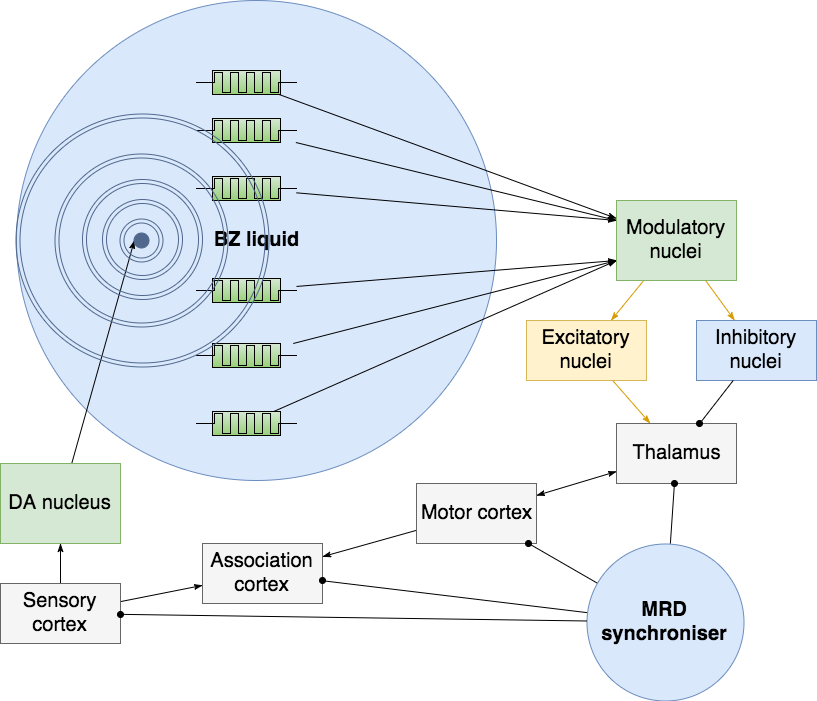 BZ liquid
Modulatory
nuclei
Excitatory
nuclei
Inhibitory
nuclei
Thalamus
DA nucleus
Motor cortex
Association
cortex
Sensory
cortex
MRD
synchroniser